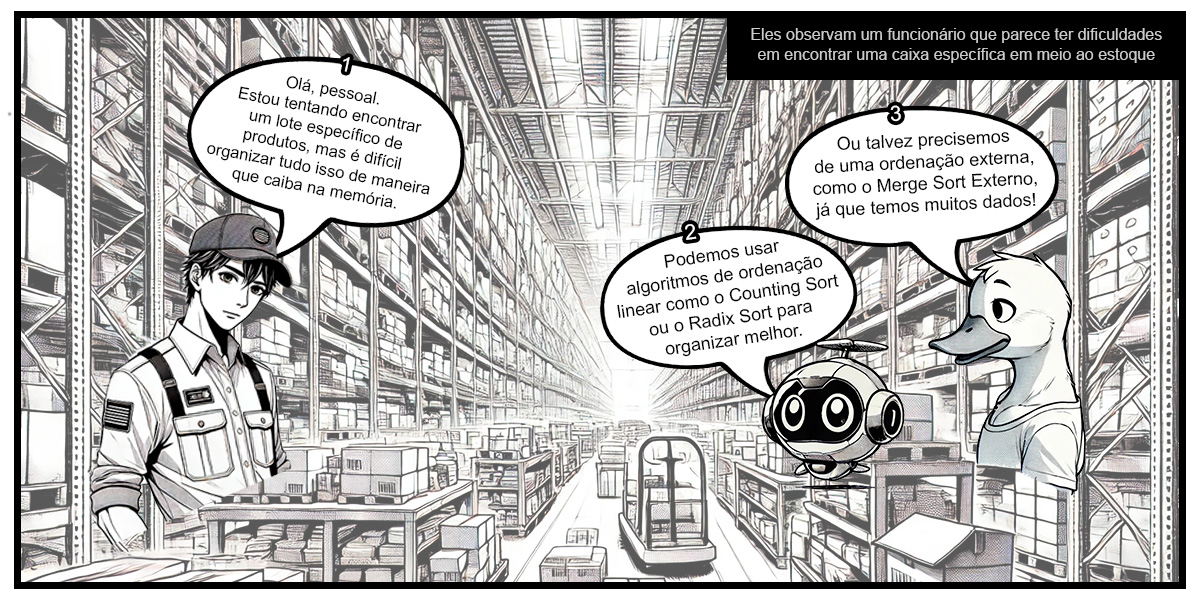 Eles observam um funcionário que parece ter dificuldades
em encontrar uma caixa específica em meio ao estoque
1
Olá, pessoal.
Estou tentando encontrar
um lote específico de
produtos, mas é difícil
organizar tudo isso de maneira
que caiba na memória.
2
Podemos usar
algoritmos de ordenação
linear como o Counting Sort
ou o Radix Sort para
organizar melhor.
3
Ou talvez precisemos
de uma ordenação externa,
como o Merge Sort Externo,
já que temos muitos dados!